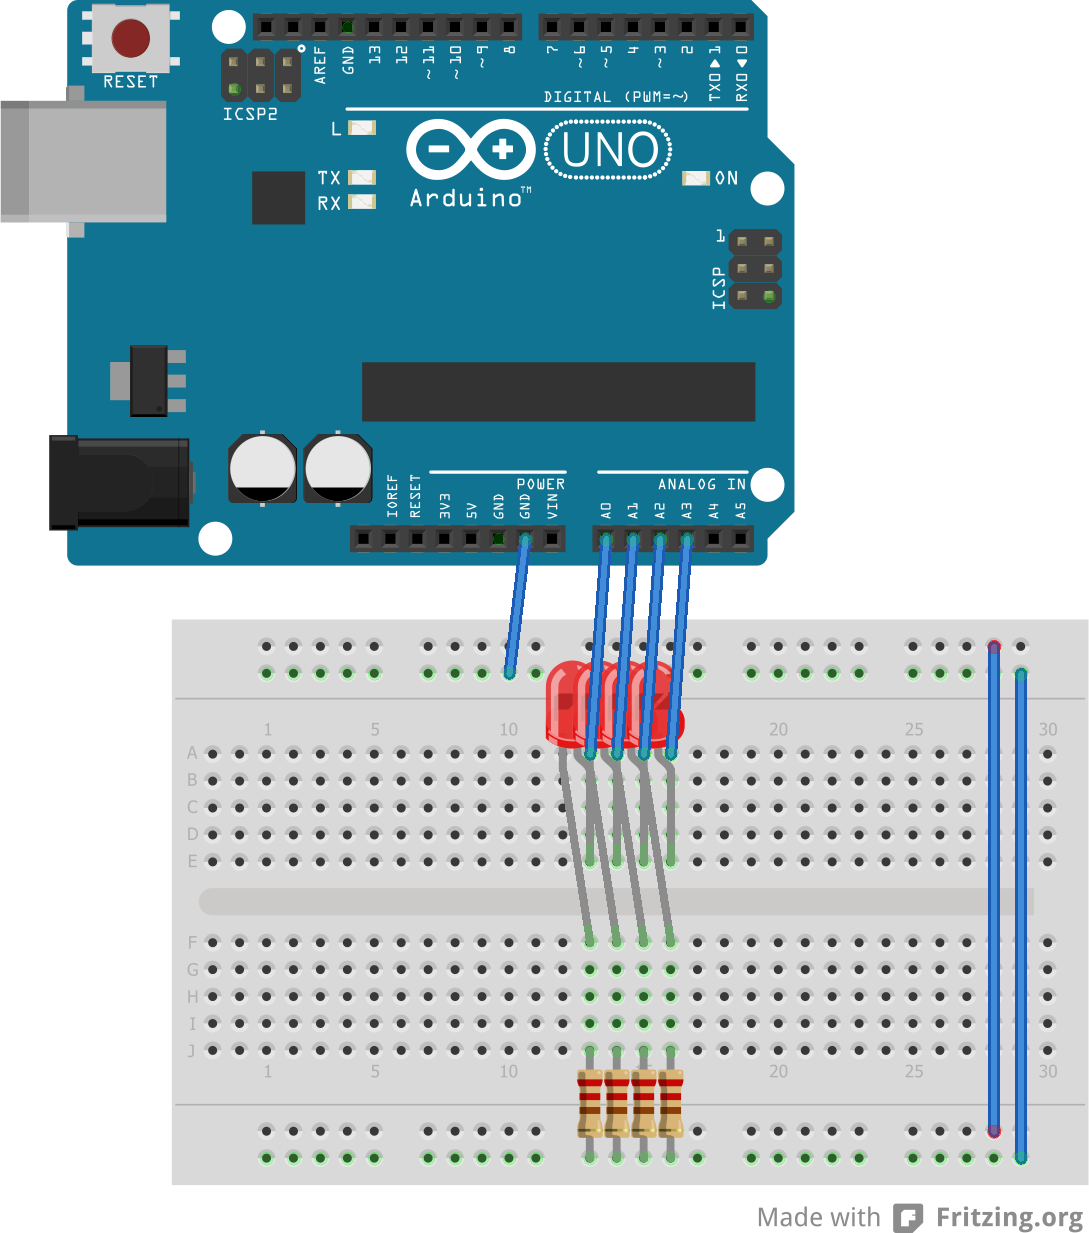 RESET
ICSP2
AREF
GND
13
12
~11
~10
~9
8
7
~6
~5
4
~3
2
TX0▶1
RX0◀0
DIGITAL (PWM=~)
L
TX
RX
Arduino™
UNO
ON
1
ICSP
POWER
ANALOG IN
IOREF
RESET
3V3
5V
GND
GND
VIN
A0
A1
A2
A3
A4
A5
1 5 10 20 25 30
A
B
C
D
E
F
G
H
I
J
1 5 10 20 25 30
Made with Fritzing.org